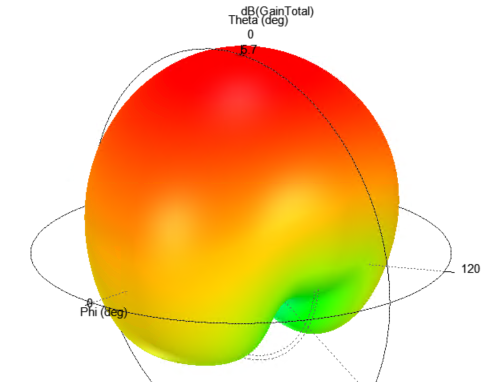 dB(GainTotal)
Theta (deg)
0
5.7
120
0
Phi (deg)